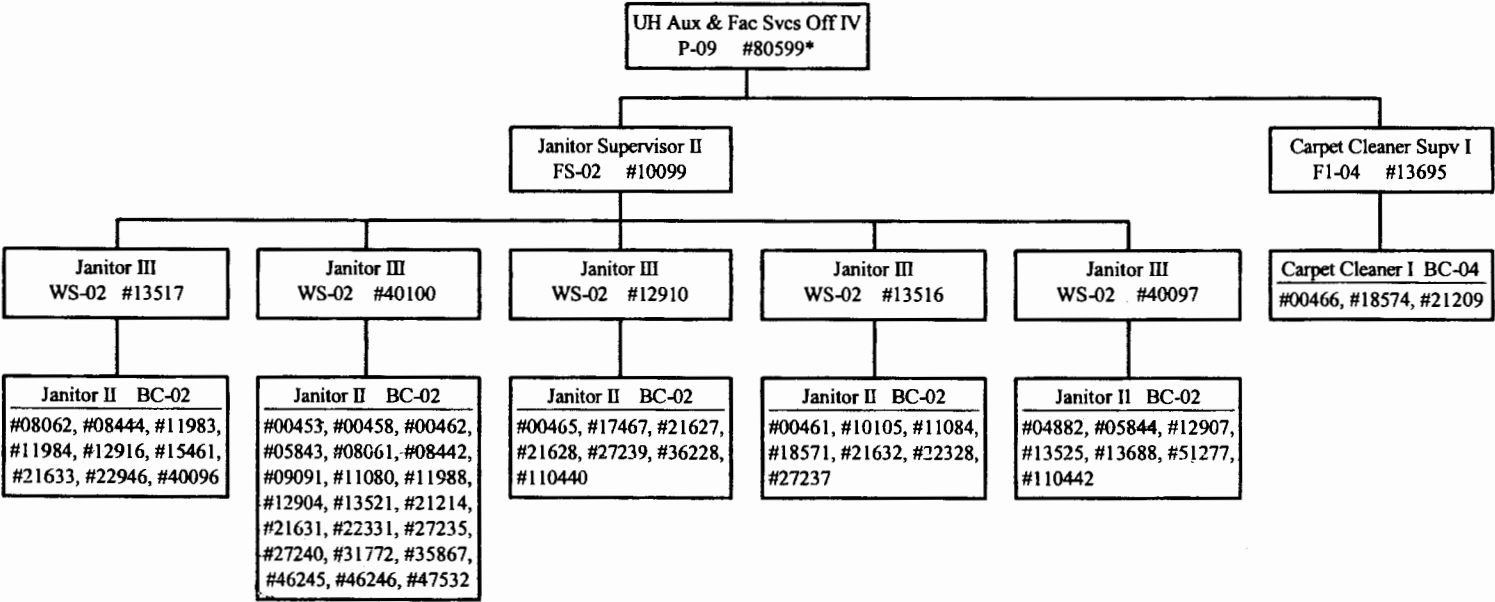 UH Aux & Fac Svcs Off IV
P-09 #80599*
Janitor Supervisor II
FS-02 #10099
Carpet Cleaner Supv I
F1-04 #13695
Janitor III
WS-02 #13517
Janitor III
WS-02 #40100
Janitor III
WS-02 #12910
Janitor III
WS-02 #13516
Janitor III
WS-02 #40097
Carpet Cleaner I BC-04
#00466, #18574, #21209
Janitor II BC-02
#08062, #08444, #11983,
#11984, #12916, #15461,
#21633, #22946, #40096
Janitor II BC-02
#00453, #00458, #00462,
#05843, #08061, #08442,
#09091, #11080, #11988,
#12904, #13521, #21214,
#21631, #22331, #27235,
#27240, #31772, #35867,
#46245, #46246, #47532
Janitor II BC-02
#00465, #17467, #21627,
#21628, #27239, #36228,
#110440
Janitor II BC-02
#00461, #10105, #11084,
#18571, #21632, #22328,
#27237
Janitor II BC-02
#04882, #05844, #12907,
#13525, #13688, #51277,
#110442